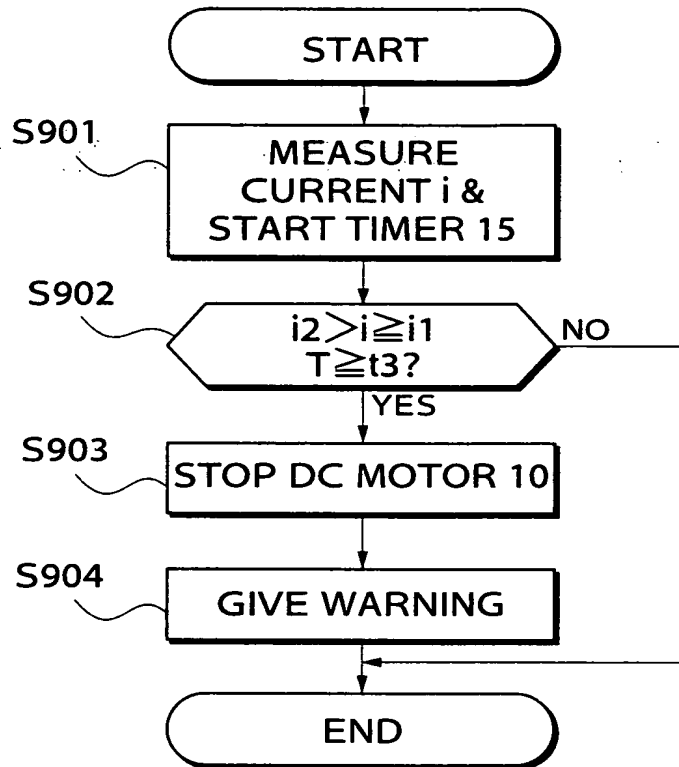 START
S901
MEASURE
CURRENT i &
START TIMER 15
S902
i2>i≧i1
T≧t3?
NO
YES
S903
STOP DC MOTOR 10
S904
GIVE WARNING
END